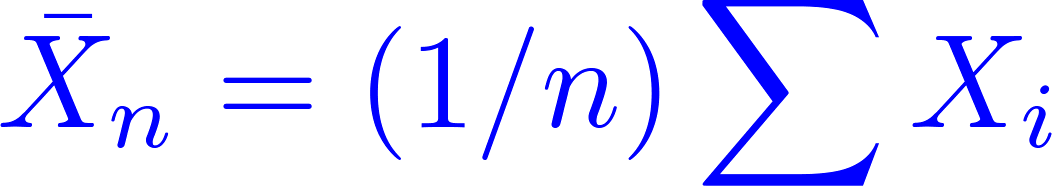 X̄ₙ = (1/n) ∑ Xᵢ